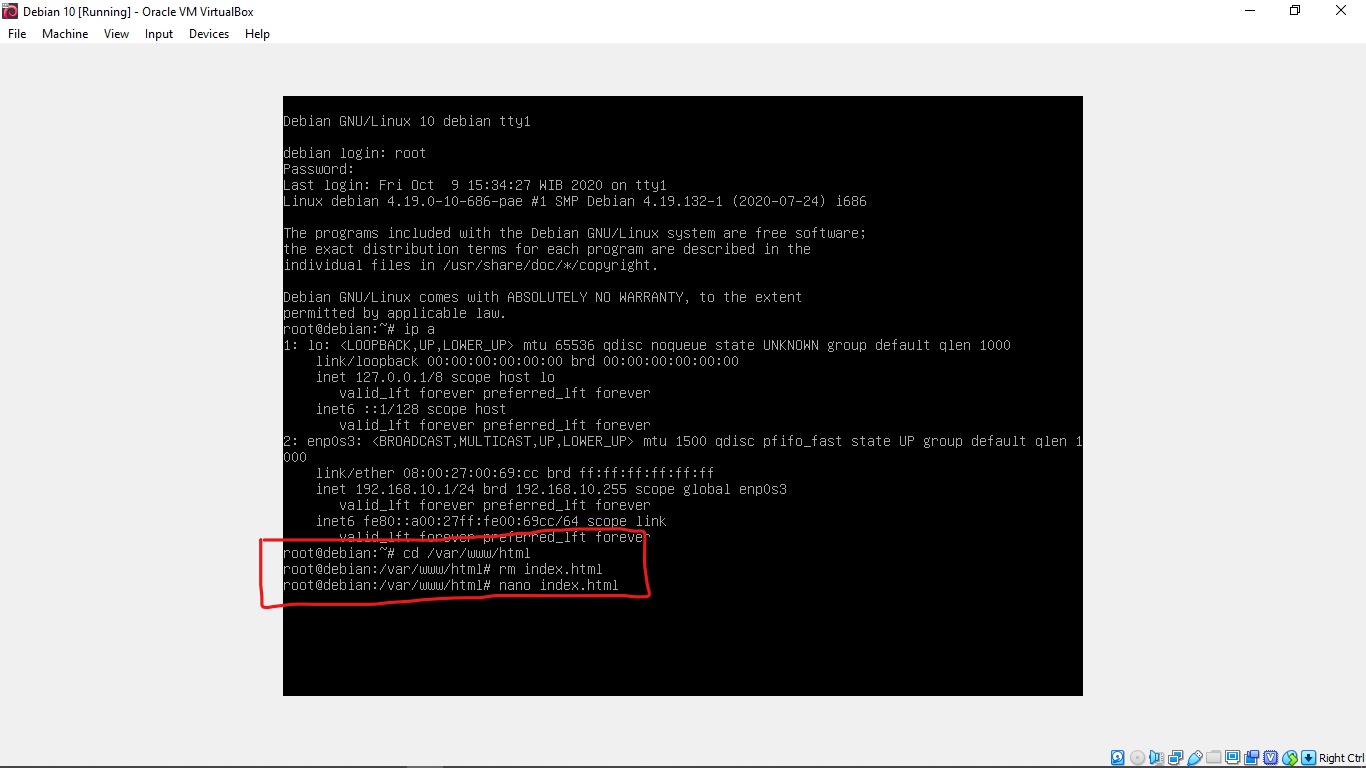 Debian 10 [Running] - Oracle VM VirtualBox
File Machine View Input Devices Help
Debian GNU/Linux 10 debian tty1
debian login: root
Password:
Last login: Fri Oct  9 15:34:27 WIB 2020 on tty1
Linux debian 4.19.0-10-686-pae #1 SMP Debian 4.19.132-1 (2020-07-24) i686
The programs included with the Debian GNU/Linux system are free software;
the exact distribution terms for each program are described in the
individual files in /usr/share/doc/*/copyright.
Debian GNU/Linux comes with ABSOLUTELY NO WARRANTY, to the extent
permitted by applicable law.
root@debian:~# ip a
1: lo: <LOOPBACK,UP,LOWER_UP> mtu 65536 qdisc noqueue state UNKNOWN group default qlen 1000
link/loopback 00:00:00:00:00:00 brd 00:00:00:00:00:00
inet 127.0.0.1/8 scope host lo
valid_lft forever preferred_lft forever
inet6 ::1/128 scope host
valid_lft forever preferred_lft forever
2: enp0s3: <BROADCAST,MULTICAST,UP,LOWER_UP> mtu 1500 qdisc pfifo_fast state UP group default qlen 1
000
link/ether 08:00:27:00:69:cc brd ff:ff:ff:ff:ff:ff
inet 192.168.10.1/24 brd 192.168.10.255 scope global enp0s3
valid_lft forever preferred_lft forever
inet6 fe80::a00:27ff:fe00:69cc/64 scope link
valid_lft forever preferred_lft forever
root@debian:~# cd /var/www/html
root@debian:/var/www/html# rm index.html
root@debian:/var/www/html# nano index.html
Right Ctrl